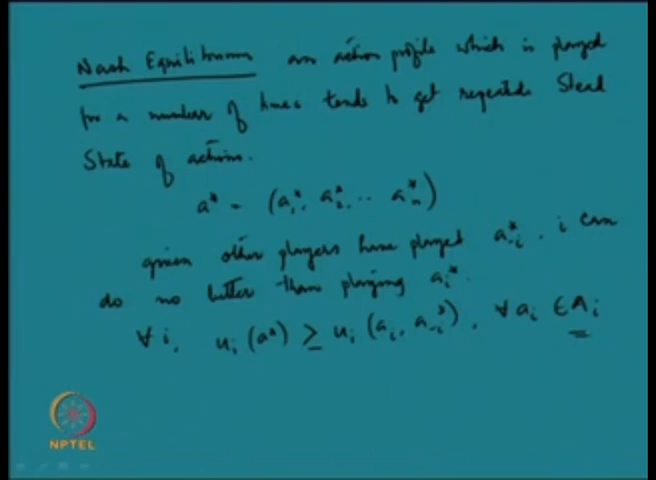 Nash Equilibrium an action profile which is played
for a number of times tends to get repeated. Stead
State of actions.
a* = (a₁*, a₂*, .. aₙ*)
given other players have played a₋ᵢ*. i can
do no better than playing aᵢ*.
∀ i, uᵢ (a*) ≥ uᵢ (aᵢ, a₋ᵢ*), ∀ aᵢ ∈ Aᵢ
NPTEL